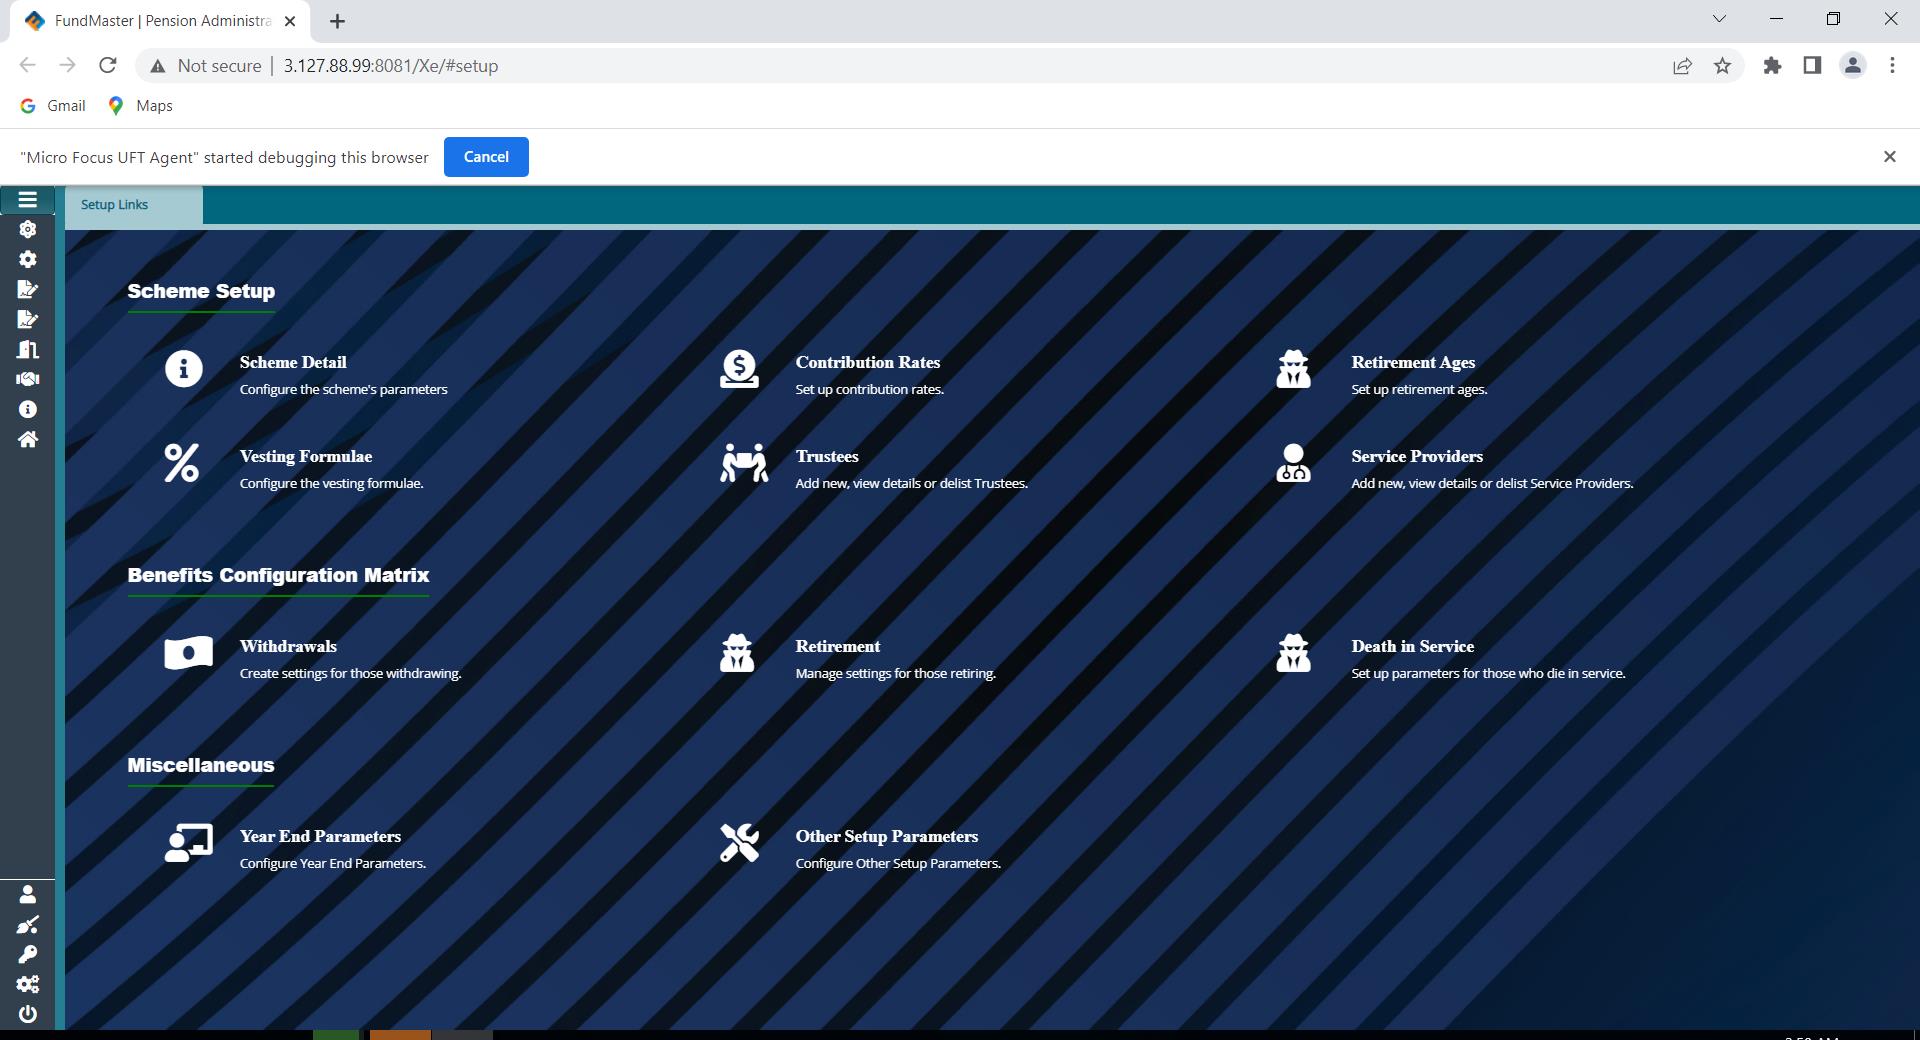 FundMaster | Pension Administra
Not secure
3.127.88.99:8081/Xe/#setup
Gmail
Maps
"Micro Focus UFT Agent" started debugging this browser
Cancel
Setup Links
Scheme Setup
Scheme Detail
Configure the scheme's parameters
Contribution Rates
Set up contribution rates.
Retirement Ages
Set up retirement ages.
Vesting Formulae
Configure the vesting formulae.
Trustees
Add new, view details or delist Trustees.
Service Providers
Add new, view details or delist Service Providers.
Benefits Configuration Matrix
Withdrawals
Create settings for those withdrawing.
Retirement
Manage settings for those retiring.
Death in Service
Set up parameters for those who die in service.
Miscellaneous
Year End Parameters
Configure Year End Parameters.
Other Setup Parameters
Configure Other Setup Parameters.